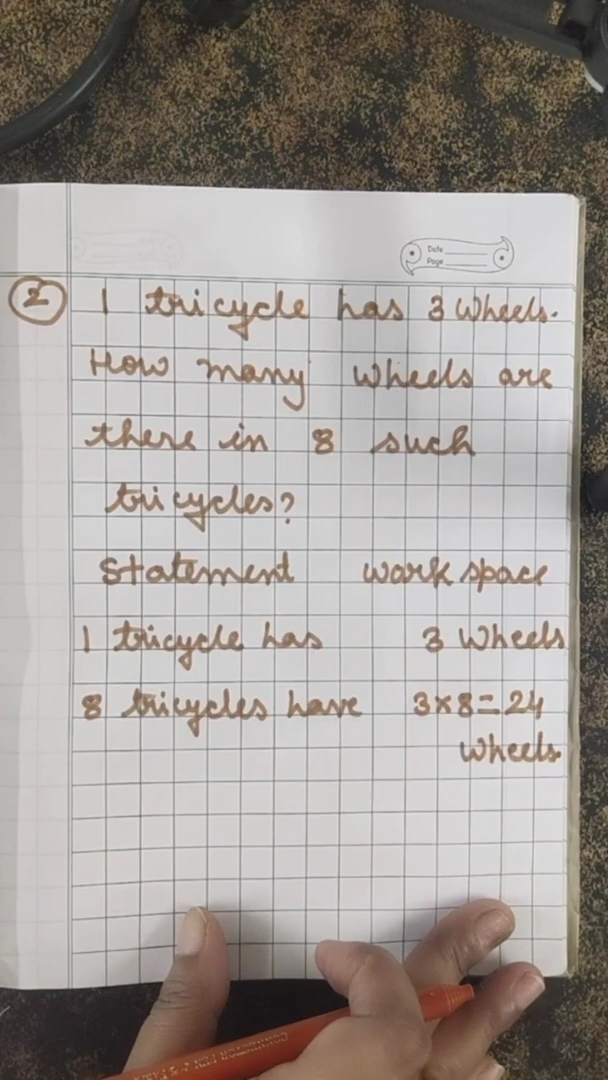 Date
Page
2 1 tricycle has 3 wheels.
How many wheels are
there in 8 such
tricycles?
Statement work space
1 tricycle has 3 wheels
8 tricycles have 3×8=24
wheels.